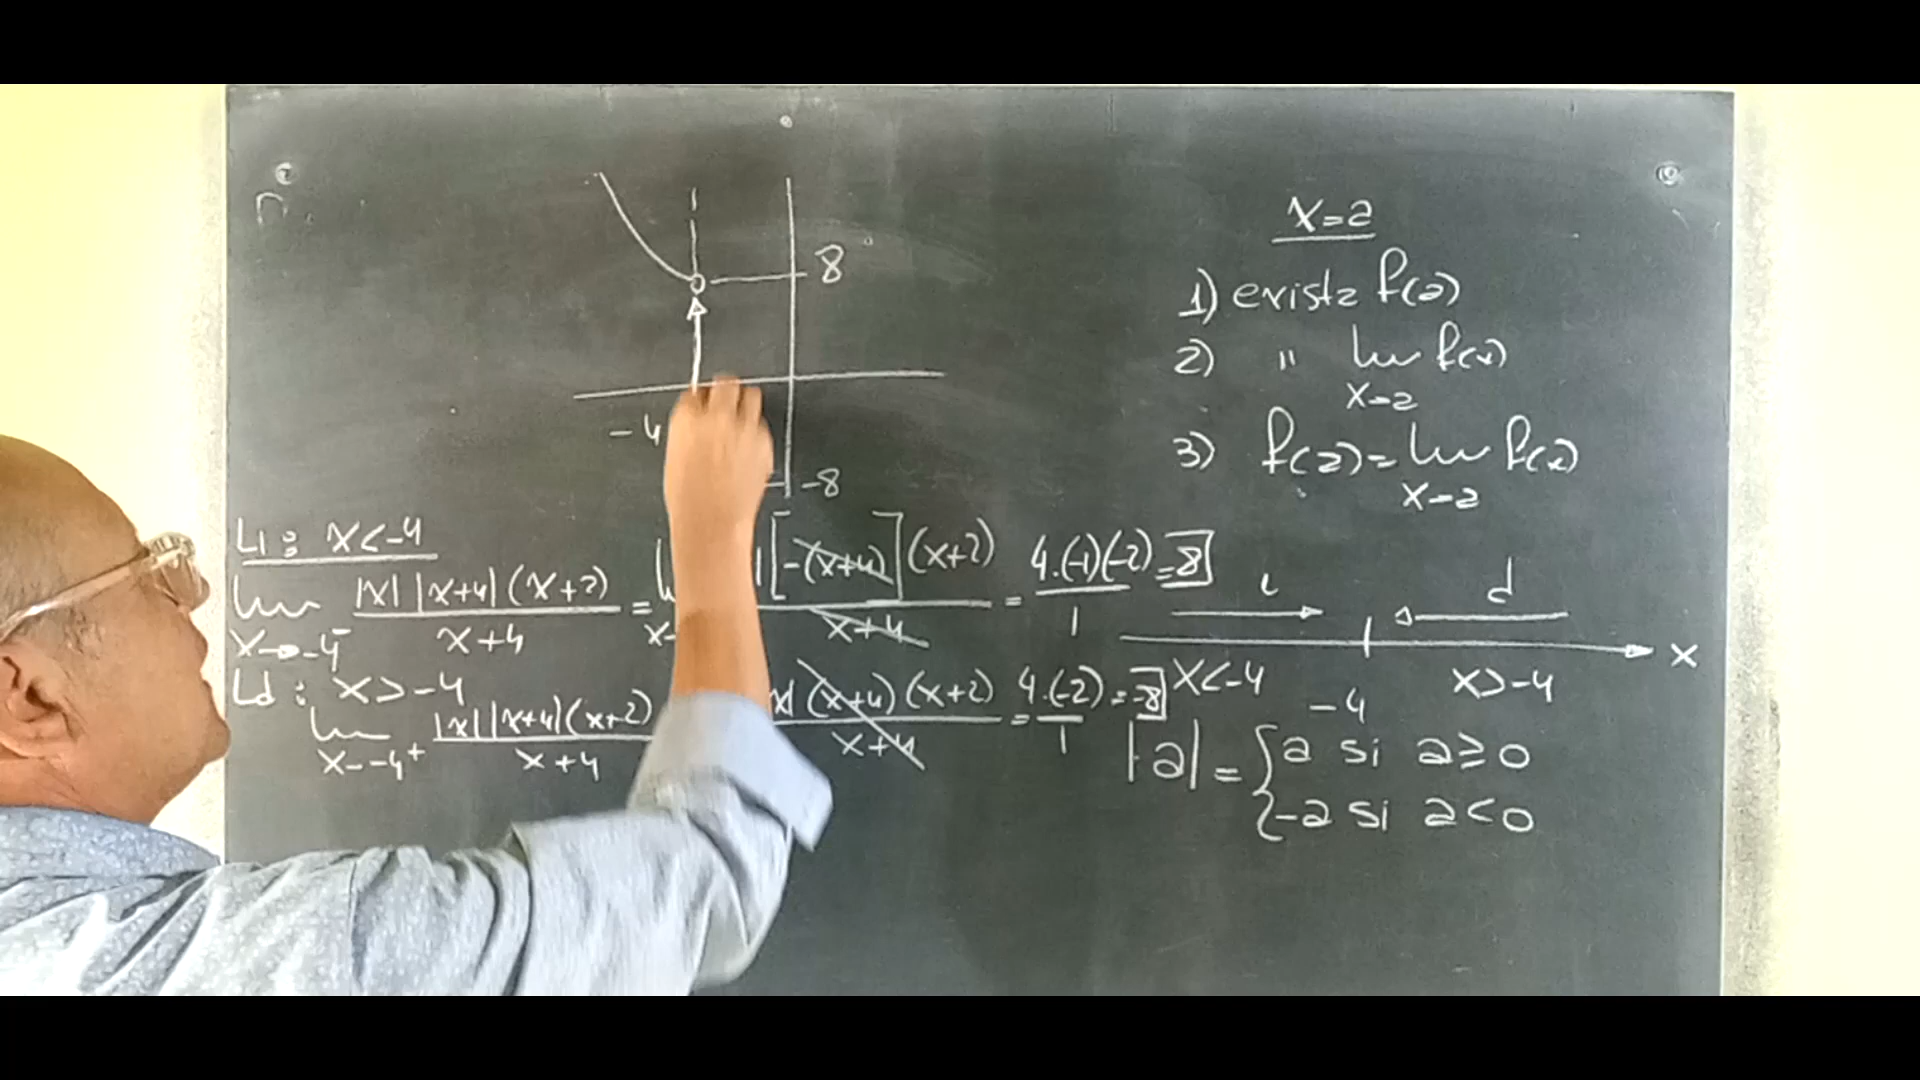 8
-4
-8
x=a
1) existe f(a)
2) " lim f(x)
x→a
3) f(a)=lim f(x)
x→a
Li: x<-4
lim |x| |x+4| (x+2) / x+4 = [-(x+4)] (x+2) / x+4 = 4.(-1)(-2) / 1 = 8
x→-4⁻
i d
x<-4 -4 x>-4 x
Ld: x>-4
lim |x| |x+4| (x+2) / x+4 (x+4) (x+2) / x+4 = 4.(-2) / 1 = -8
x→-4⁺
|a| = { a si a≥0
{ -a si a<0